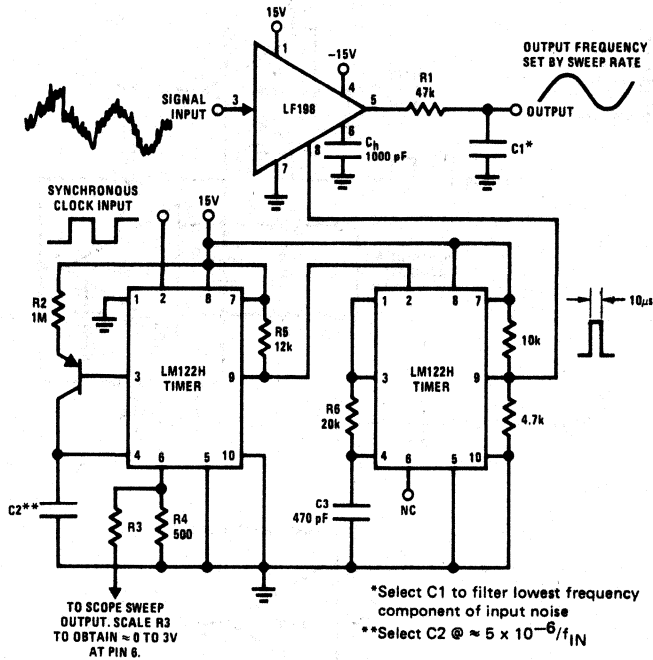 15V
-15V
OUTPUT FREQUENCY
SET BY SWEEP RATE
1
4
R1
47k
SIGNAL
INPUT
3
LF198
5
OUTPUT
6
8
Ch
1000 pF
C1*
7
SYNCHRONOUS
CLOCK INPUT
15V
R2
1M
1
2
8
7
R5
12k
3
LM122H
TIMER
9
4
6
5
10
C2**
R3
R4
500
1
2
8
7
10k
10µs
3
LM122H
TIMER
9
R6
20k
4.7k
4
6
5
10
C3
470 pF
NC
TO SCOPE SWEEP
OUTPUT. SCALE R3
TO OBTAIN ≈ 0 TO 3V
AT PIN 6.
*Select C1 to filter lowest frequency
component of input noise
**Select C2 @ ≈ 5 x 10⁻⁶/fIN